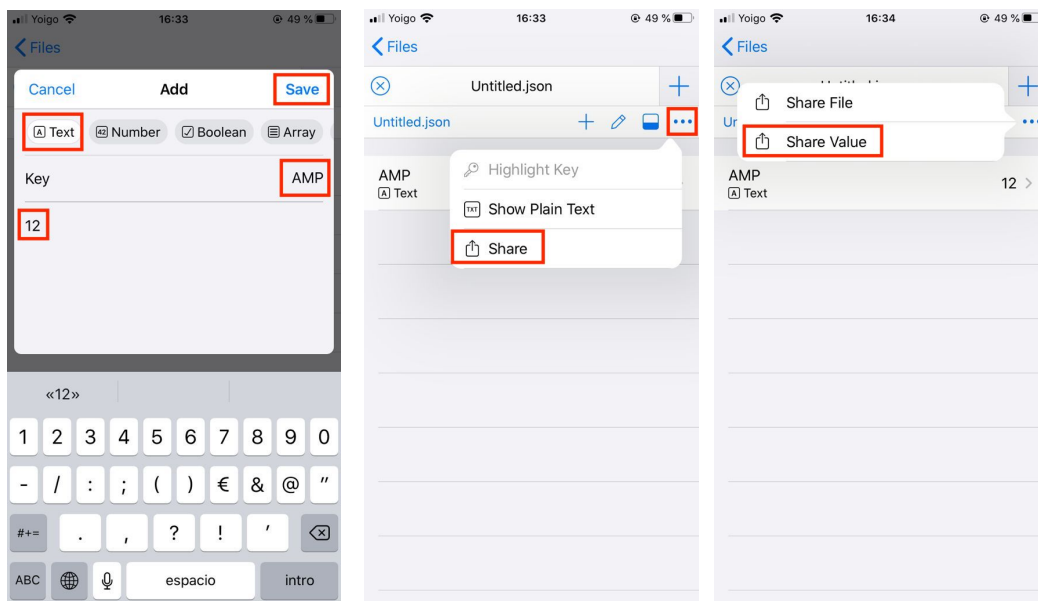 Yoigo 16:33 49 %
Files
Cancel Add Save
A Text 42 Number Boolean Array
Key AMP
12
«12»
1 2 3 4 5 6 7 8 9 0
- / : ; ( ) € & @ "
#+= . , ? ! '
ABC espacio intro
Yoigo 16:33 49 %
Files
Untitled.json
Untitled.json
AMP
A Text
Highlight Key
TXT Show Plain Text
Share
Yoigo 16:34 49 %
Files
Share File
Ur
Share Value
AMP 12
A Text